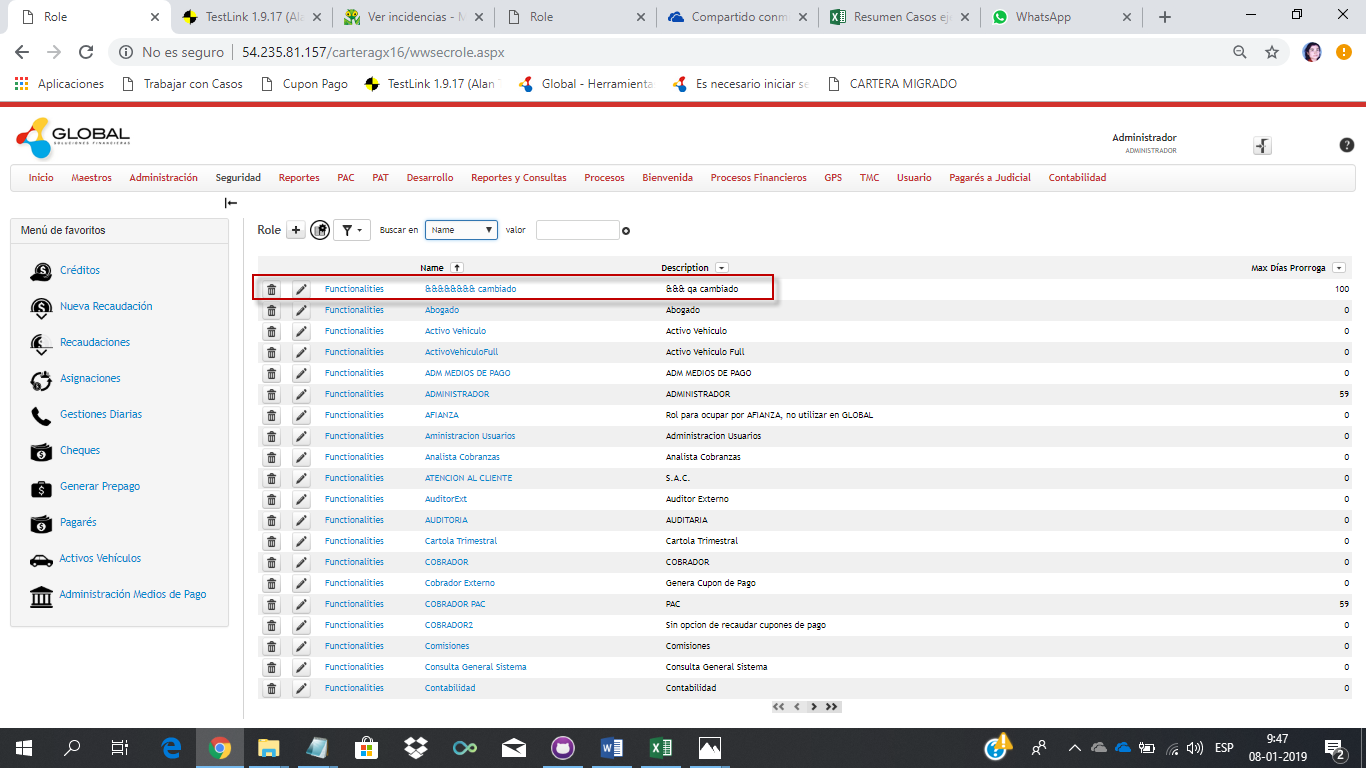 Role
TestLink 1.9.17 (Al
Ver incidencias - M
Role
Compartido conm
Resumen Casos eje
WhatsApp
No es seguro | 54.235.81.157/carteragx16/wwsecrole.aspx
Aplicaciones Trabajar con Casos Cupon Pago TestLink 1.9.17 (Alan Global - Herramienta Es necesario iniciar se CARTERA MIGRADO
GLOBAL
SOLUCIONES FINANCIERAS
Administrador
ADMINISTRADOR
Inicio Maestros Administración Seguridad Reportes PAC PAT Desarrollo Reportes y Consultas Procesos Bienvenida Procesos Financieros GPS TMC Usuario Pagarés a Judicial Contabilidad
Menú de favoritos
Créditos
Nueva Recaudación
Recaudaciones
Asignaciones
Gestiones Diarias
Cheques
Generar Prepago
Pagarés
Activos Vehículos
Administración Medios de Pago
Role + Buscar en Name valor
Name Description Max Días Prorroga
Functionalities &&&&&&&& cambiado &&& qa cambiado 100
Functionalities Abogado Abogado 0
Functionalities Activo Vehiculo Activo Vehiculo 0
Functionalities ActivoVehiculoFull Activo Vehiculo Full 0
Functionalities ADM MEDIOS DE PAGO ADM MEDIOS DE PAGO 0
Functionalities ADMINISTRADOR ADMINISTRADOR 59
Functionalities AFIANZA Rol para ocupar por AFIANZA, no utilizar en GLOBAL 0
Functionalities Aministracion Usuarios Administracion Usuarios 0
Functionalities Analista Cobranzas Analista Cobranzas 0
Functionalities ATENCION AL CLIENTE S.A.C. 0
Functionalities AuditorExt Auditor Externo 0
Functionalities AUDITORIA AUDITARIA 0
Functionalities Cartola Trimestral Cartola Trimestral 0
Functionalities COBRADOR COBRADOR 0
Functionalities Cobrador Externo Genera Cupon de Pago 0
Functionalities COBRADOR PAC PAC 59
Functionalities COBRADOR2 Sin opcion de recaudar cupones de pago 0
Functionalities Comisiones Comisiones 0
Functionalities Consulta General Sistema Consulta General Sistema 0
Functionalities Contabilidad Contabilidad 0
ESP
9:47
08-01-2019
2